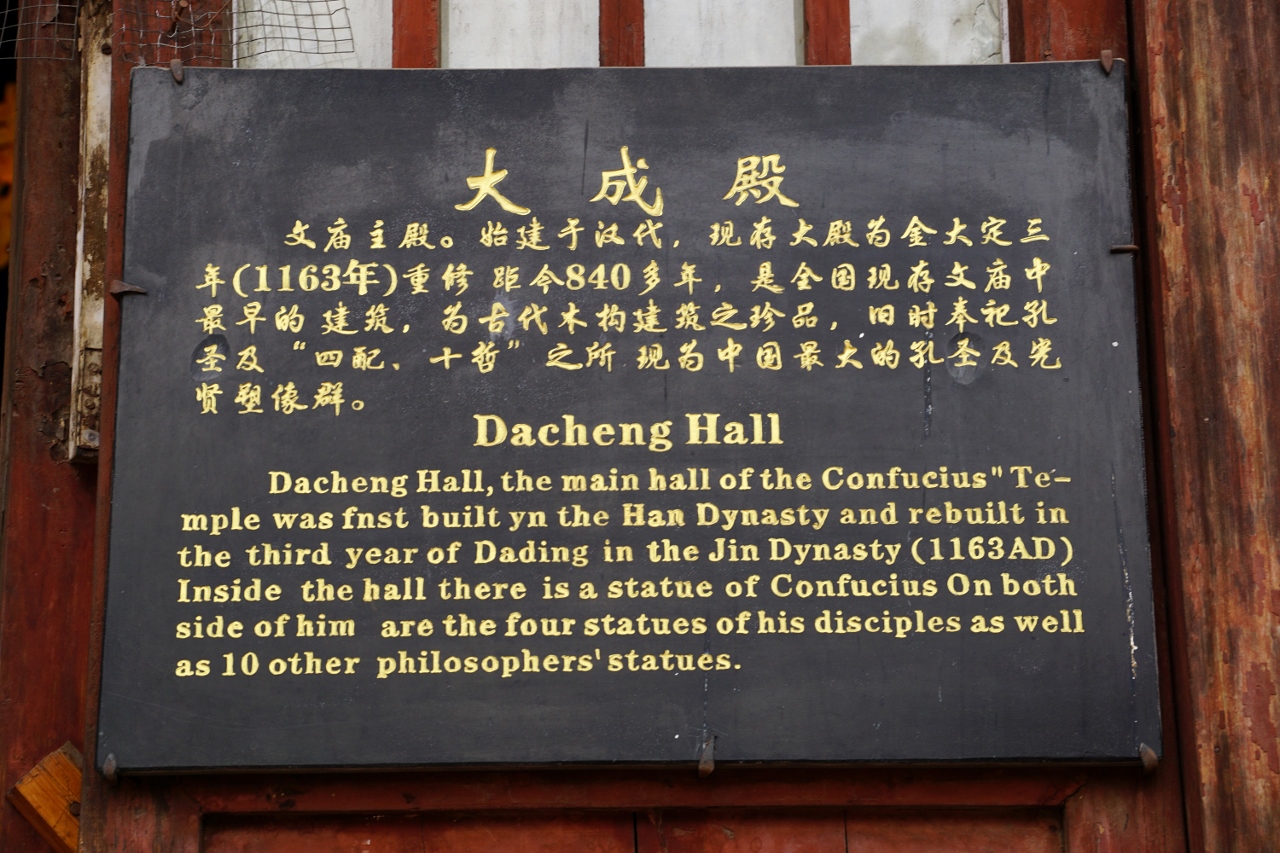 大成殿
文庙主殿。始建于汉代，现存大殿为金大定三
年(1163年)重修 距今840多年，是全国现存文庙中
最早的建筑，为古代木构建筑之珍品，旧时奉祀孔
圣及“四配、十哲”之所 现为中国最大的孔圣及先
贤塑像群。
Dacheng Hall
Dacheng Hall, the main hall of the Confucius" Te-
mple was fnst built yn the Han Dynasty and rebuilt in
the third year of Dading in the Jin Dynasty (1163AD)
Inside the hall there is a statue of Confucius On both
side of him are the four statues of his disciples as well
as 10 other philosophers' statues.